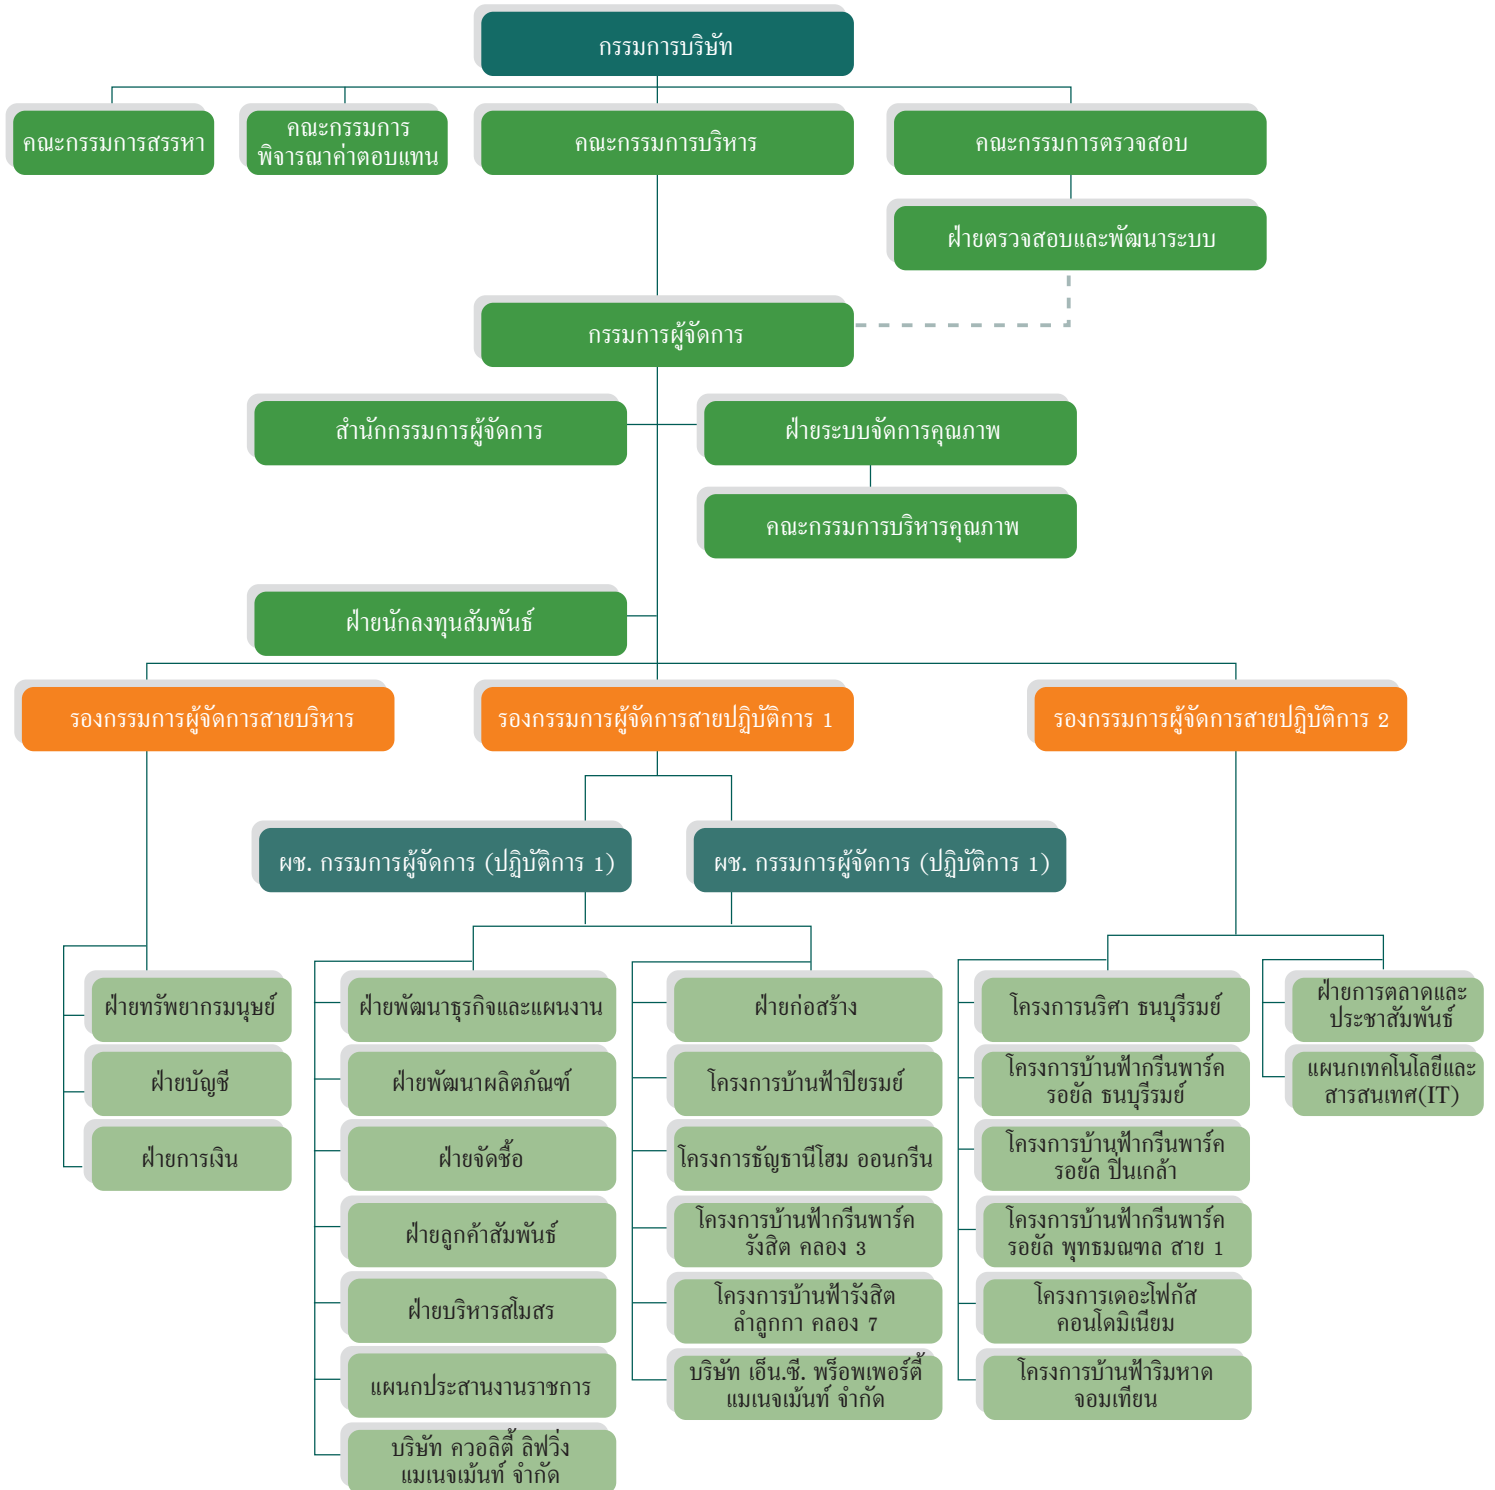 กรรมการบริษัท
คณะกรรมการสรรหา
คณะกรรมการ
พิจารณาค่าตอบแทน
คณะกรรมการบริหาร
คณะกรรมการตรวจสอบ
ฝ่ายตรวจสอบและพัฒนาระบบ
กรรมการผู้จัดการ
สำนักกรรมการผู้จัดการ
ฝ่ายระบบจัดการคุณภาพ
คณะกรรมการบริหารคุณภาพ
ฝ่ายนักลงทุนสัมพันธ์
รองกรรมการผู้จัดการสายบริหาร
รองกรรมการผู้จัดการสายปฏิบัติการ 1
รองกรรมการผู้จัดการสายปฏิบัติการ 2
ผช. กรรมการผู้จัดการ (ปฏิบัติการ 1)
ผช. กรรมการผู้จัดการ (ปฏิบัติการ 1)
ฝ่ายทรัพยากรมนุษย์
ฝ่ายบัญชี
ฝ่ายการเงิน
ฝ่ายพัฒนาธุรกิจและแผนงาน
ฝ่ายพัฒนาผลิตภัณฑ์
ฝ่ายจัดซื้อ
ฝ่ายลูกค้าสัมพันธ์
ฝ่ายบริหารสโมสร
แผนกประสานงานราชการ
บริษัท ควอลิตี้ ลิฟวิ่ง
แมเนจเม้นท์ จำกัด
ฝ่ายก่อสร้าง
โครงการบ้านฟ้าปิยรมย์
โครงการธัญธานีโฮม ออนกรีน
โครงการบ้านฟ้ากรีนพาร์ค
รังสิต คลอง 3
โครงการบ้านฟ้ารังสิต
ลำลูกกา คลอง 7
บริษัท เอ็น.ซี. พร็อพเพอร์ตี้
แมเนจเม้นท์ จำกัด
โครงการนริศา ธนบุรีรมย์
โครงการบ้านฟ้ากรีนพาร์ค
รอยัล ธนบุรีรมย์
โครงการบ้านฟ้ากรีนพาร์ค
รอยัล ปิ่นเกล้า
โครงการบ้านฟ้ากรีนพาร์ค
รอยัล พุทธมณฑล สาย 1
โครงการเดอะโฟกัส
คอนโดมิเนียม
โครงการบ้านฟ้าริมหาด
จอมเทียน
ฝ่ายการตลาดและ
ประชาสัมพันธ์
แผนกเทคโนโลยีและ
สารสนเทศ(IT)